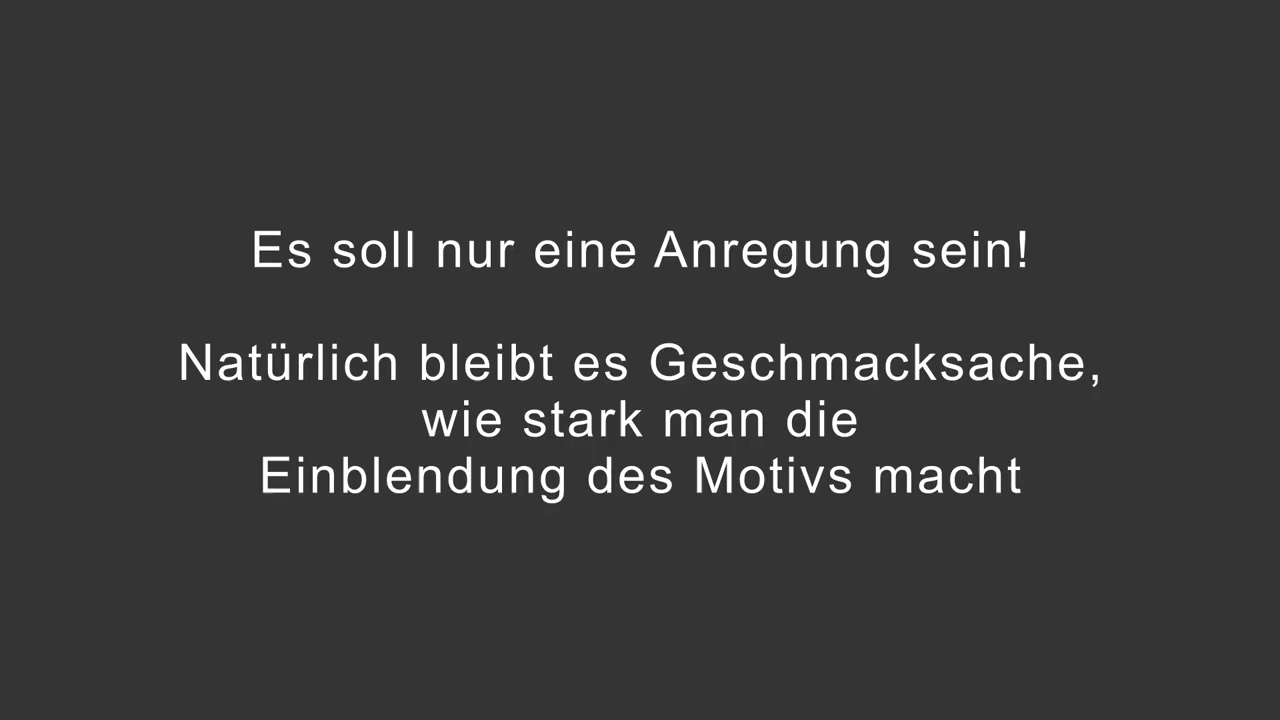 Es soll nur eine Anregung sein!
Natürlich bleibt es Geschmacksache,
wie stark man die
Einblendung des Motivs macht